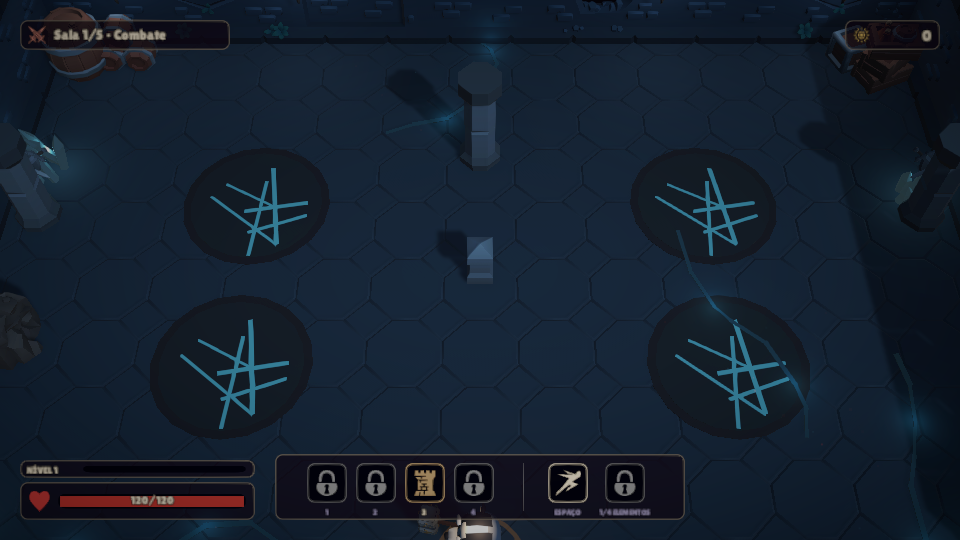 Sala 1/5 - Combate
0
NÍVEL 1
120/120
1
2
3
4
ESPAÇO
1/4 ELEMENTOS